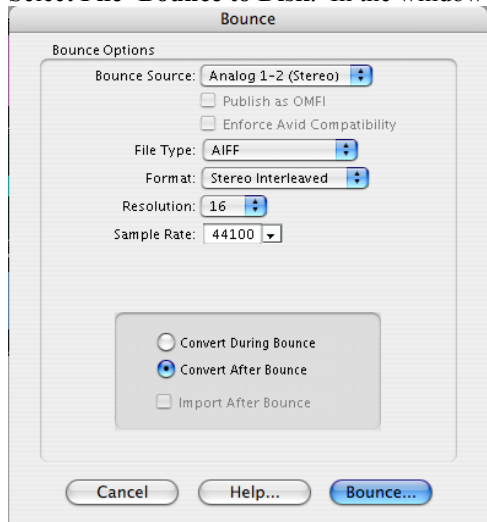 Select File "Bounce to Disk." In the window
Bounce
Bounce Options
Bounce Source: Analog 1-2 (Stereo)
Publish as OMFI
Enforce Avid Compatibility
File Type: AIFF
Format: Stereo Interleaved
Resolution: 16
Sample Rate: 44100
Convert During Bounce
Convert After Bounce
Import After Bounce
Cancel Help... Bounce...